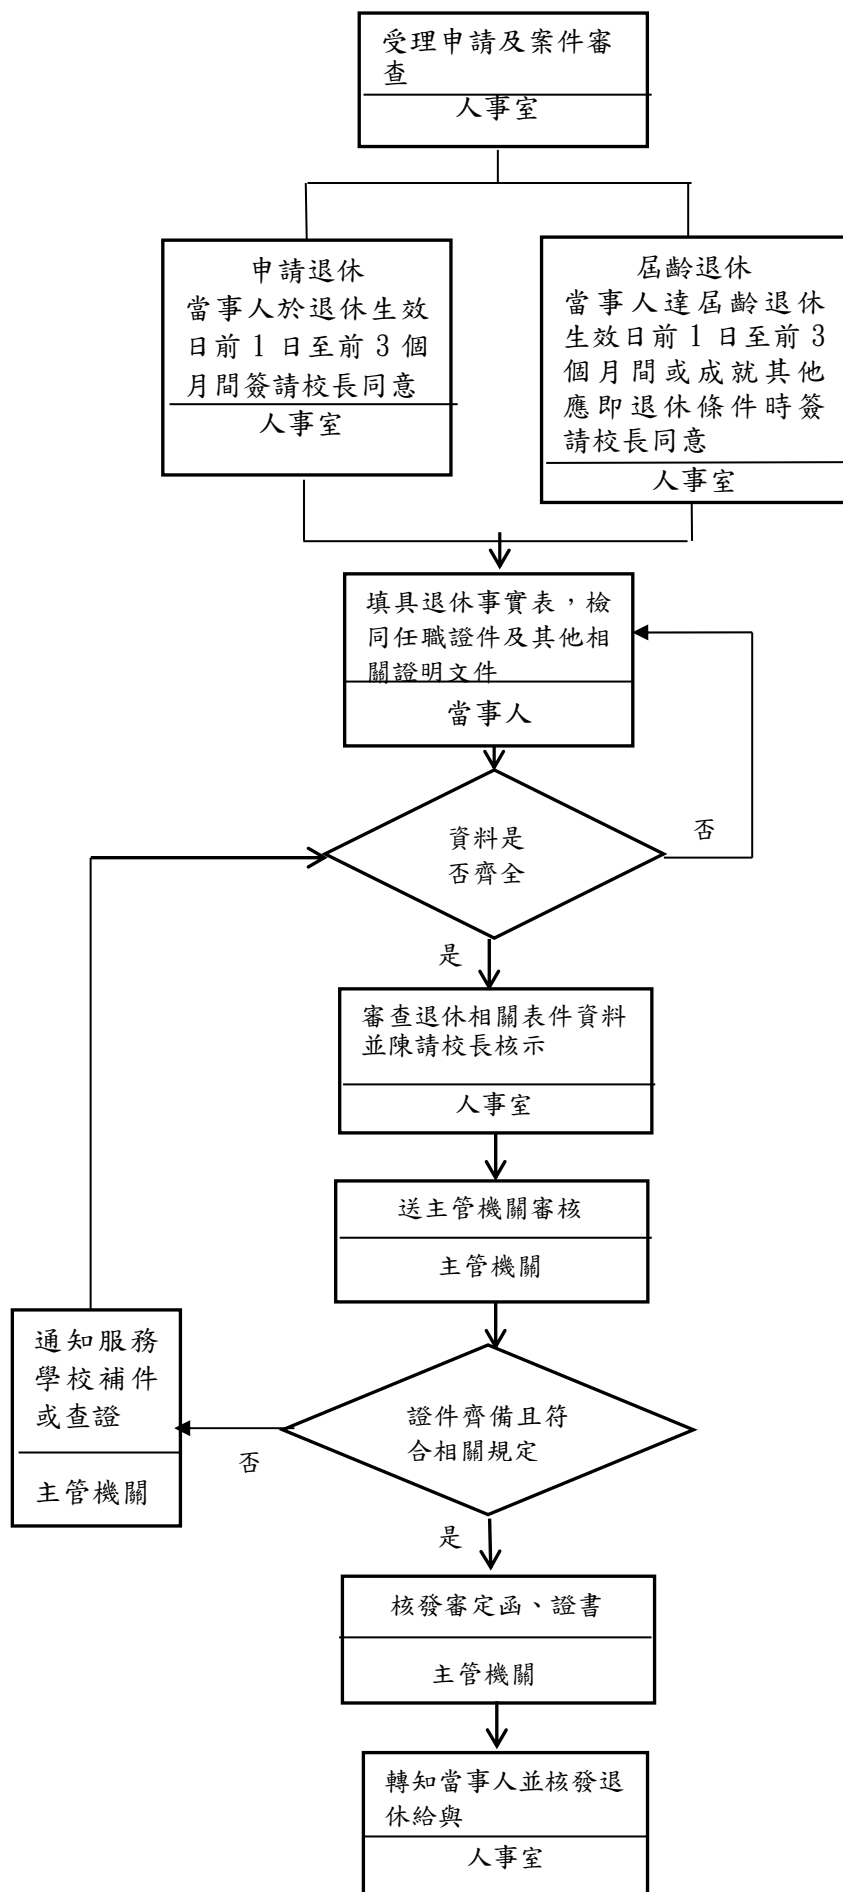 受理申請及案件審
查
人事室
申請退休
當事人於退休生效
日前1日至前3個
月間簽請校長同意
人事室
屆齡退休
當事人達屆齡退休
生效日前1日至前3
個月間或成就其他
應即退休條件時簽
請校長同意
人事室
填具退休事實表，檢
同任職證件及其他相
關證明文件
當事人
資料是
否齊全
否
是
審查退休相關表件資料
並陳請校長核示
人事室
送主管機關審核
主管機關
通知服務
學校補件
或查證
主管機關
否
證件齊備且符
合相關規定
是
核發審定函、證書
主管機關
轉知當事人並核發退
休給與
人事室